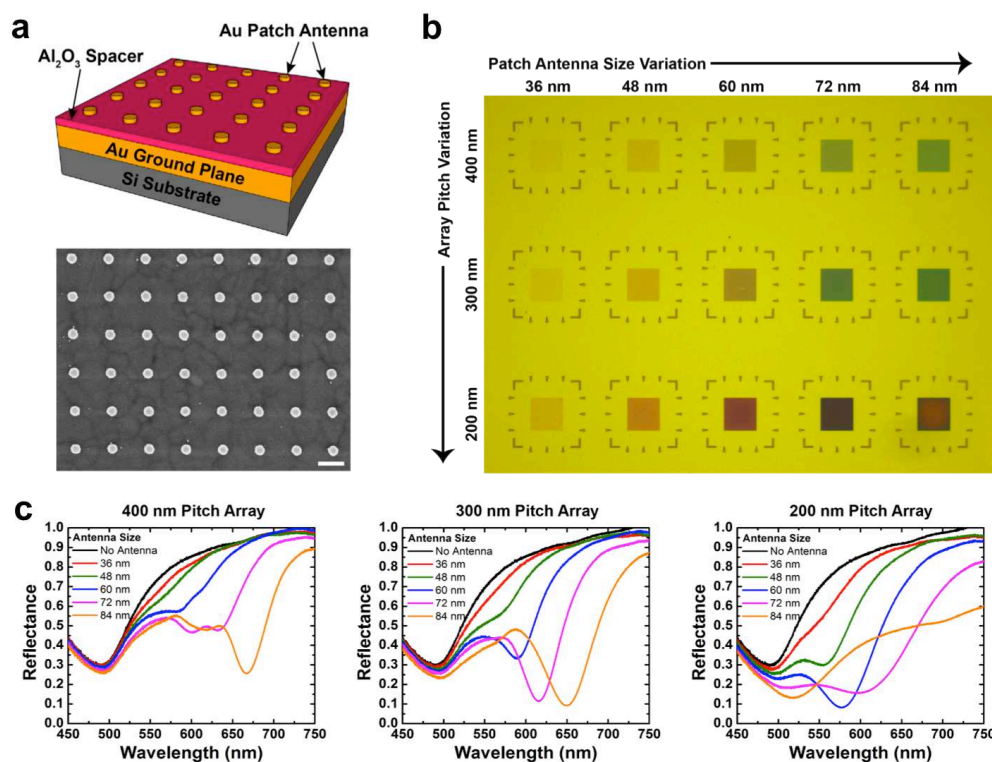 a
Au Patch Antenna
Al₂O₃ Spacer
Au Ground Plane
Si Substrate
b
Patch Antenna Size Variation
36 nm 48 nm 60 nm 72 nm 84 nm
Array Pitch Variation
400 nm
300 nm
200 nm
c
400 nm Pitch Array
Reflectance
1.0
0.9
0.8
0.7
0.6
0.5
0.4
0.3
0.2
0.1
0.0
Antenna Size
No Antenna
36 nm
48 nm
60 nm
72 nm
84 nm
450 500 550 600 650 700 750
Wavelength (nm)
300 nm Pitch Array
Reflectance
1.0
0.9
0.8
0.7
0.6
0.5
0.4
0.3
0.2
0.1
0.0
Antenna Size
No Antenna
36 nm
48 nm
60 nm
72 nm
84 nm
450 500 550 600 650 700 750
Wavelength (nm)
200 nm Pitch Array
Reflectance
1.0
0.9
0.8
0.7
0.6
0.5
0.4
0.3
0.2
0.1
0.0
Antenna Size
No Antenna
36 nm
48 nm
60 nm
72 nm
84 nm
450 500 550 600 650 700 750
Wavelength (nm)